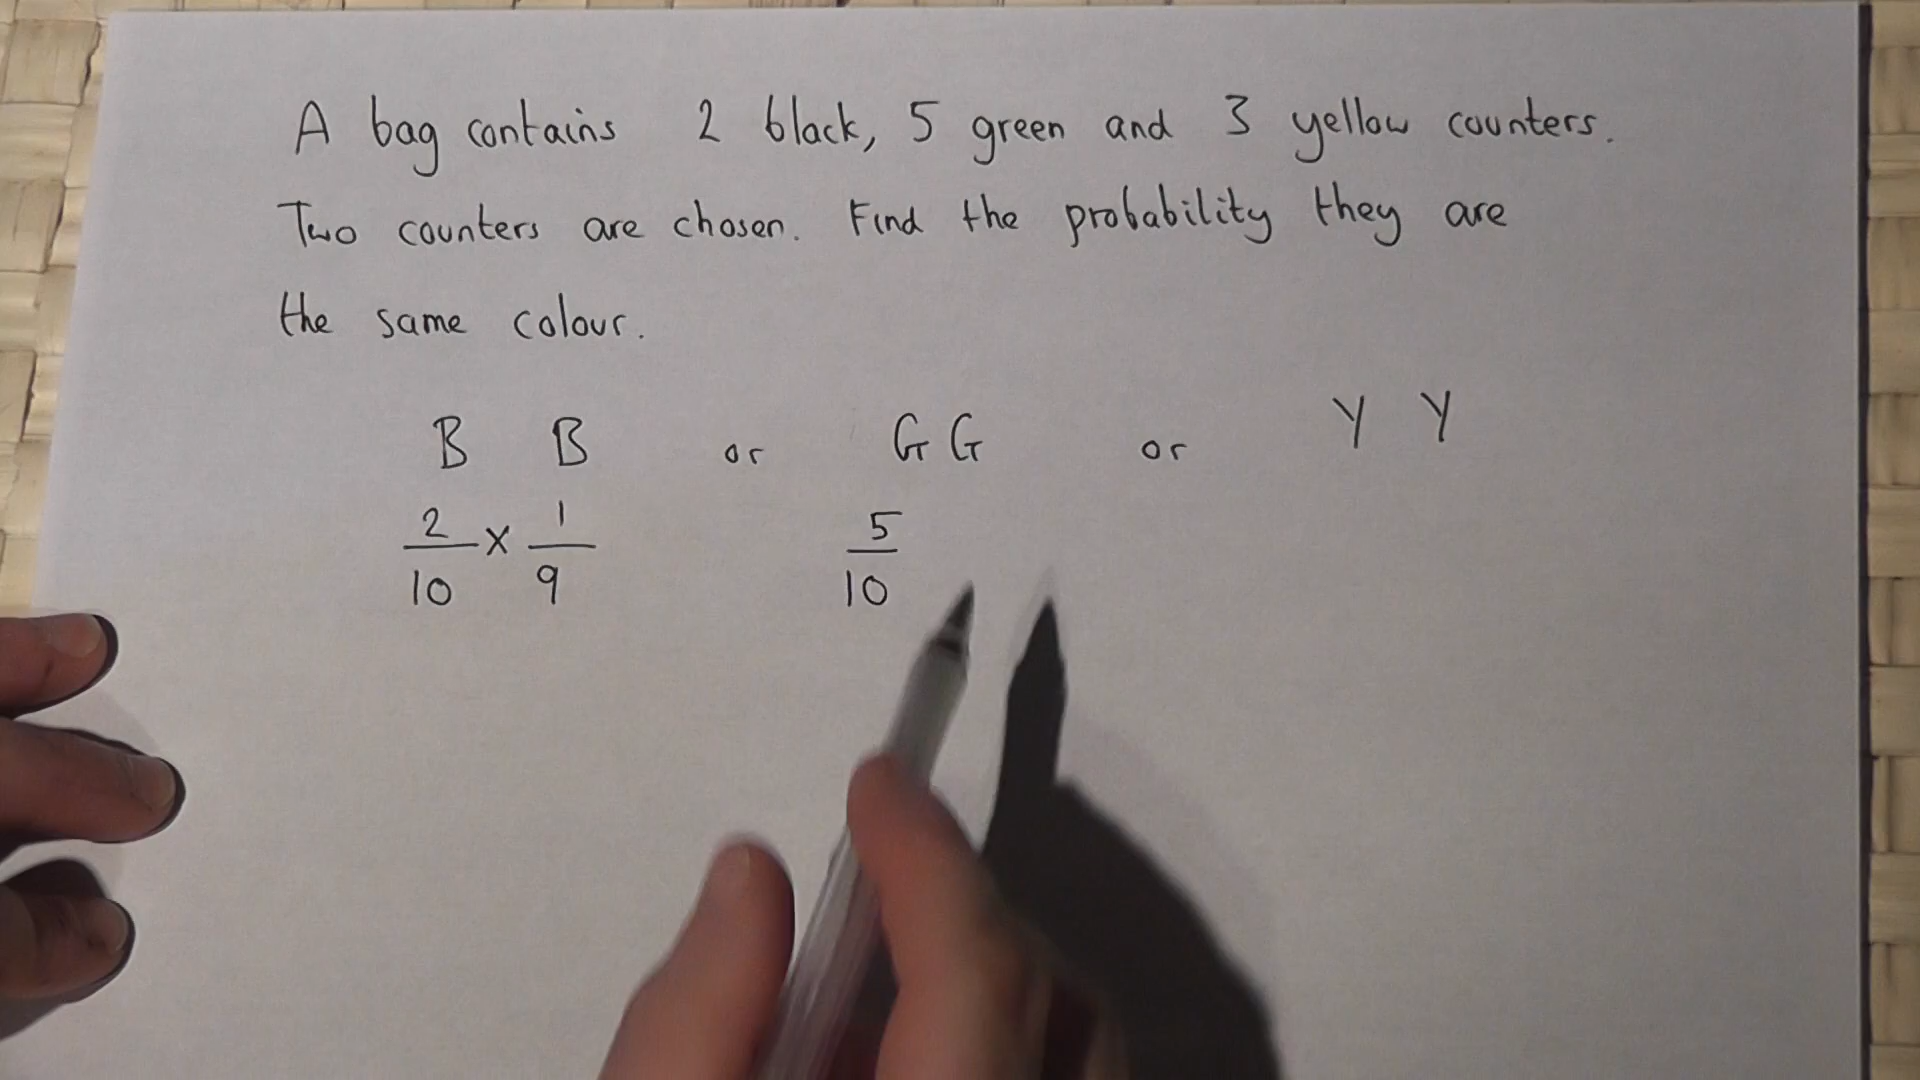 A bag contains 2 black, 5 green and 3 yellow counters.
Two counters are chosen. Find the probability they are
the same colour.
B B or GG or Y Y
2/10 x 1/9 5/10